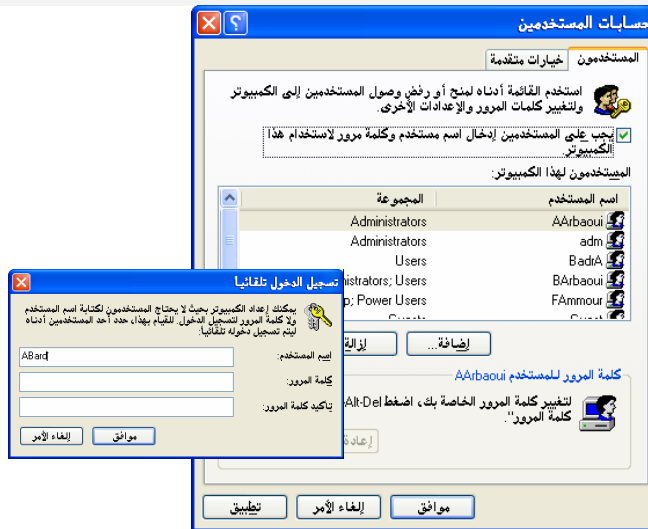 حسابات المستخدمين
المستخدمون
خيارات متقدمة
استخدم القائمة أدناه لمنح أو رفض وصول المستخدمين إلى الكمبيوتر
ولتغيير كلمات المرور والإعدادات الأخرى.
يجب على المستخدمين إدخال اسم مستخدم وكلمة مرور لاستخدام هذا
الكمبيوتر.
المستخدمون لهذا الكمبيوتر:
اسم المستخدم المجموعة
AArbaoui Administrators
adm Administrators
BadrA Users
BArbaoui istrators; Users
FAmmour p; Power Users
إضافة...
كلمة المرور للمستخدم AArbaoui
لتغيير كلمة المرور الخاصة بك، اضغط Alt-Del-
كلمة المرور".
موافق
إلغاء الأمر
تطبيق
تسجيل الدخول تلقائياً
يمكنك إعداد الكمبيوتر بحيث لا يحتاج المستخدمون لكتابة اسم المستخدم
ولا كلمة المرور لتسجيل الدخول. للقيام بهذا، حدد أحد المستخدمين أدناه
ليتم تسجيل دخوله تلقائياً:
اسم المستخدم: ABard
كلمة المرور:
تأكيد كلمة المرور:
موافق
إلغاء الأمر